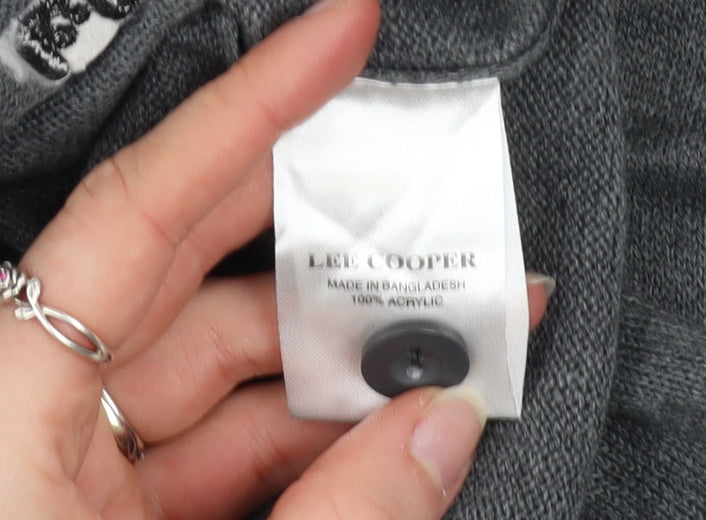 LEE COOPER
MADE IN BANGLADESH
100% ACRYLIC